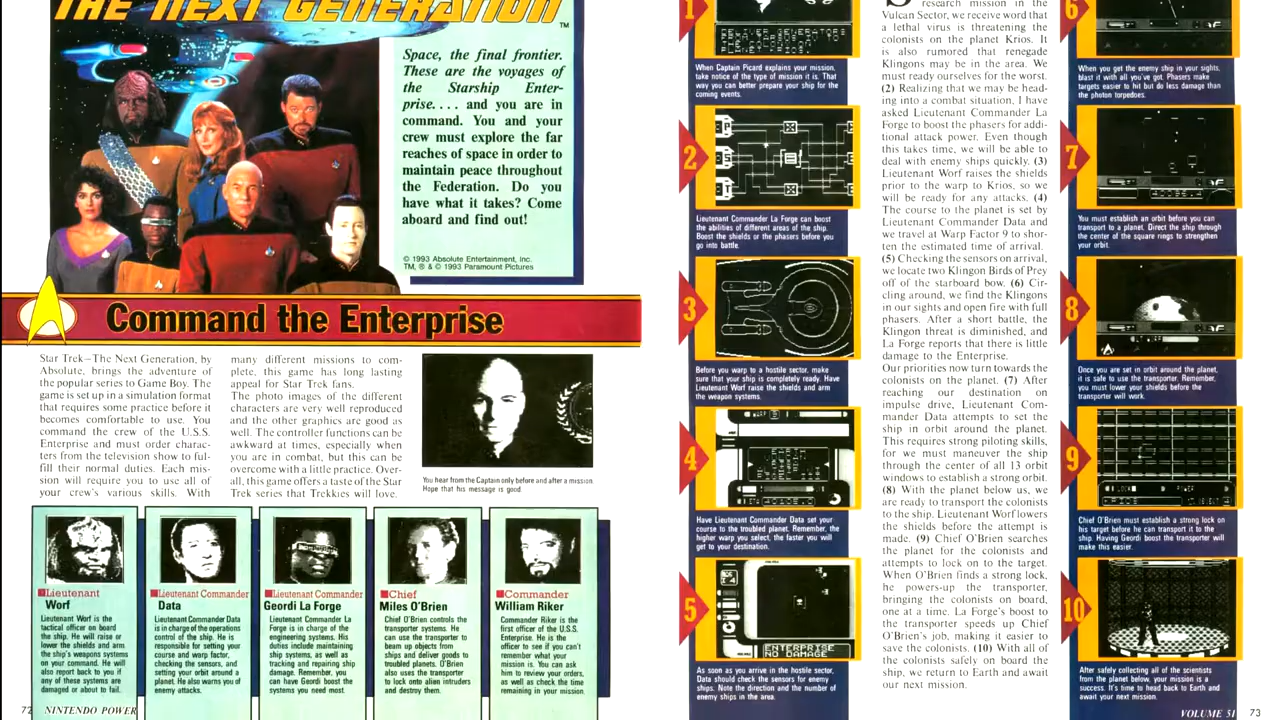 THE NEXT GENERATION
TM
Space, the final frontier.
These are the voyages of
the Starship Enter-
prise.... and you are in
command. You and your
crew must explore the far
reaches of space in order to
maintain peace throughout
the Federation. Do you
have what it takes? Come
aboard and find out!
© 1993 Absolute Entertainment, Inc.
TM, ® & © 1993 Paramount Pictures
Command the Enterprise
Star Trek—The Next Generation, by
Absolute, brings the adventure of
the popular series to Game Boy. The
game is set up in a simulation format
that requires some practice before it
becomes comfortable to use. You
command the crew of the U.S.S.
Enterprise and must order charac-
ters from the television show to ful-
fill their normal duties. Each mis-
sion will require you to use all of
your crew's various skills. With
many different missions to com-
plete, this game has long lasting
appeal for Star Trek fans.
The photo images of the different
characters are very well reproduced
and the other graphics are good as
well. The controller functions can be
awkward at times, especially when
you are in combat, but this can be
overcome with a little practice. Over-
all, this game offers a taste of the Star
Trek series that Trekkies will love.
You hear from the Captain only before and after a mission.
Hope that his message is good.
Lieutenant
Worf
Lieutenant Worf is the
tactical officer on board
the ship. He will raise or
lower the shields and arm
the ship's weapons systems
on your command. He will
also report back to you if
any of these systems are
damaged or about to fail.
Lieutenant Commander
Data
Lieutenant Commander Data
is in charge of the operations
control of the ship. He is
responsible for setting your
course and warp factor,
checking the sensors, and
setting your orbit around a
planet. He also warns you of
enemy attacks.
Lieutenant Commander
Geordi La Forge
Lieutenant Commander La
Forge is in charge of the
engineering systems. His
duties include maintaining
ship systems, as well as
tracking and repairing ship
damage. Remember, you
can have Geordi boost the
systems you need most.
Chief
Miles O'Brien
Chief O'Brien controls the
transporter systems. He
can use the transporter to
beam up objects from
ships and deliver goods to
troubled planets. O'Brien
also uses the transporter
to lock onto alien intruders
and destroy them.
Commander
William Riker
Commander Riker is the
first officer of the U.S.S.
Enterprise. He is the
officer to see if you can't
remember what your
mission is. You can ask
him to review your orders,
as well as check the time
remaining in your mission.
72 NINTENDO POWER
1
When Captain Picard explains your mission,
take notice of the type of mission it is. That
way you can better prepare your ship for the
coming events.
2
P
S
T
Lieutenant Commander La Forge can boost
the abilities of different areas of the ship.
Boost the shields or the phasers before you
go into battle.
3
Before you warp to a hostile sector, make
sure that your ship is completely ready. Have
Lieutenant Worf raise the shields and arm
the weapon systems.
4
WARP
Have Lieutenant Commander Data set your
course to the troubled planet. Remember, the
higher warp you select, the faster you will
get to your destination.
5
ENTERPRISE
NO DAMAGE
As soon as you arrive in the hostile sector,
Data should check the sensors for enemy
ships. Note the direction and the number of
enemy ships in the area.
research mission in the
Vulcan Sector, we receive word that
a lethal virus is threatening the
colonists on the planet Krios. It
is also rumored that renegade
Klingons may be in the area. We
must ready ourselves for the worst.
(2) Realizing that we may be head-
ing into a combat situation, I have
asked Lieutenant Commander La
Forge to boost the phasers for addi-
tional attack power. Even though
this takes time, we will be able to
deal with enemy ships quickly. (3)
Lieutenant Worf raises the shields
prior to the warp to Krios, so we
will be ready for any attacks. (4)
The course to the planet is set by
Lieutenant Commander Data and
we travel at Warp Factor 9 to shor-
ten the estimated time of arrival.
(5) Checking the sensors on arrival,
we locate two Klingon Birds of Prey
off of the starboard bow. (6) Cir-
cling around, we find the Klingons
in our sights and open fire with full
phasers. After a short battle, the
Klingon threat is diminished, and
La Forge reports that there is little
damage to the Enterprise.
Our priorities now turn towards the
colonists on the planet. (7) After
reaching our destination on
impulse drive, Lieutenant Com-
mander Data attempts to set the
ship in orbit around the planet.
This requires strong piloting skills,
for we must maneuver the ship
through the center of all 13 orbit
windows to establish a strong orbit.
(8) With the planet below us, we
are ready to transport the colonists
to the ship. Lieutenant Worf lowers
the shields before the attempt is
made. (9) Chief O'Brien searches
the planet for the colonists and
attempts to lock on to the target.
When O'Brien finds a strong lock,
he powers-up the transporter,
bringing the colonists on board,
one at a time. La Forge's boost to
the transporter speeds up Chief
O'Brien's job, making it easier to
save the colonists. (10) With all of
the colonists safely on board the
ship, we return to Earth and await
our next mission.
6
When you get the enemy ship in your sights,
blast it with all you've got. Phasers make
targets easier to hit but do less damage than
the photon torpedoes.
7
You must establish an orbit before you can
transport to a planet. Direct the ship through
the center of the square rings to strengthen
your orbit.
8
Once you are set in orbit around the planet,
it is safe to use the transporter. Remember,
you must lower your shields before the
transporter will work.
9
LOCK
POWER
Chief O'Brien must establish a strong lock on
his target before he can transport it to the
ship. Having Geordi boost the transporter will
make this easier.
10
After safely collecting all of the scientists
from the planet below, your mission is a
success. It's time to head back to Earth and
await your next mission.
VOLUME 51 73